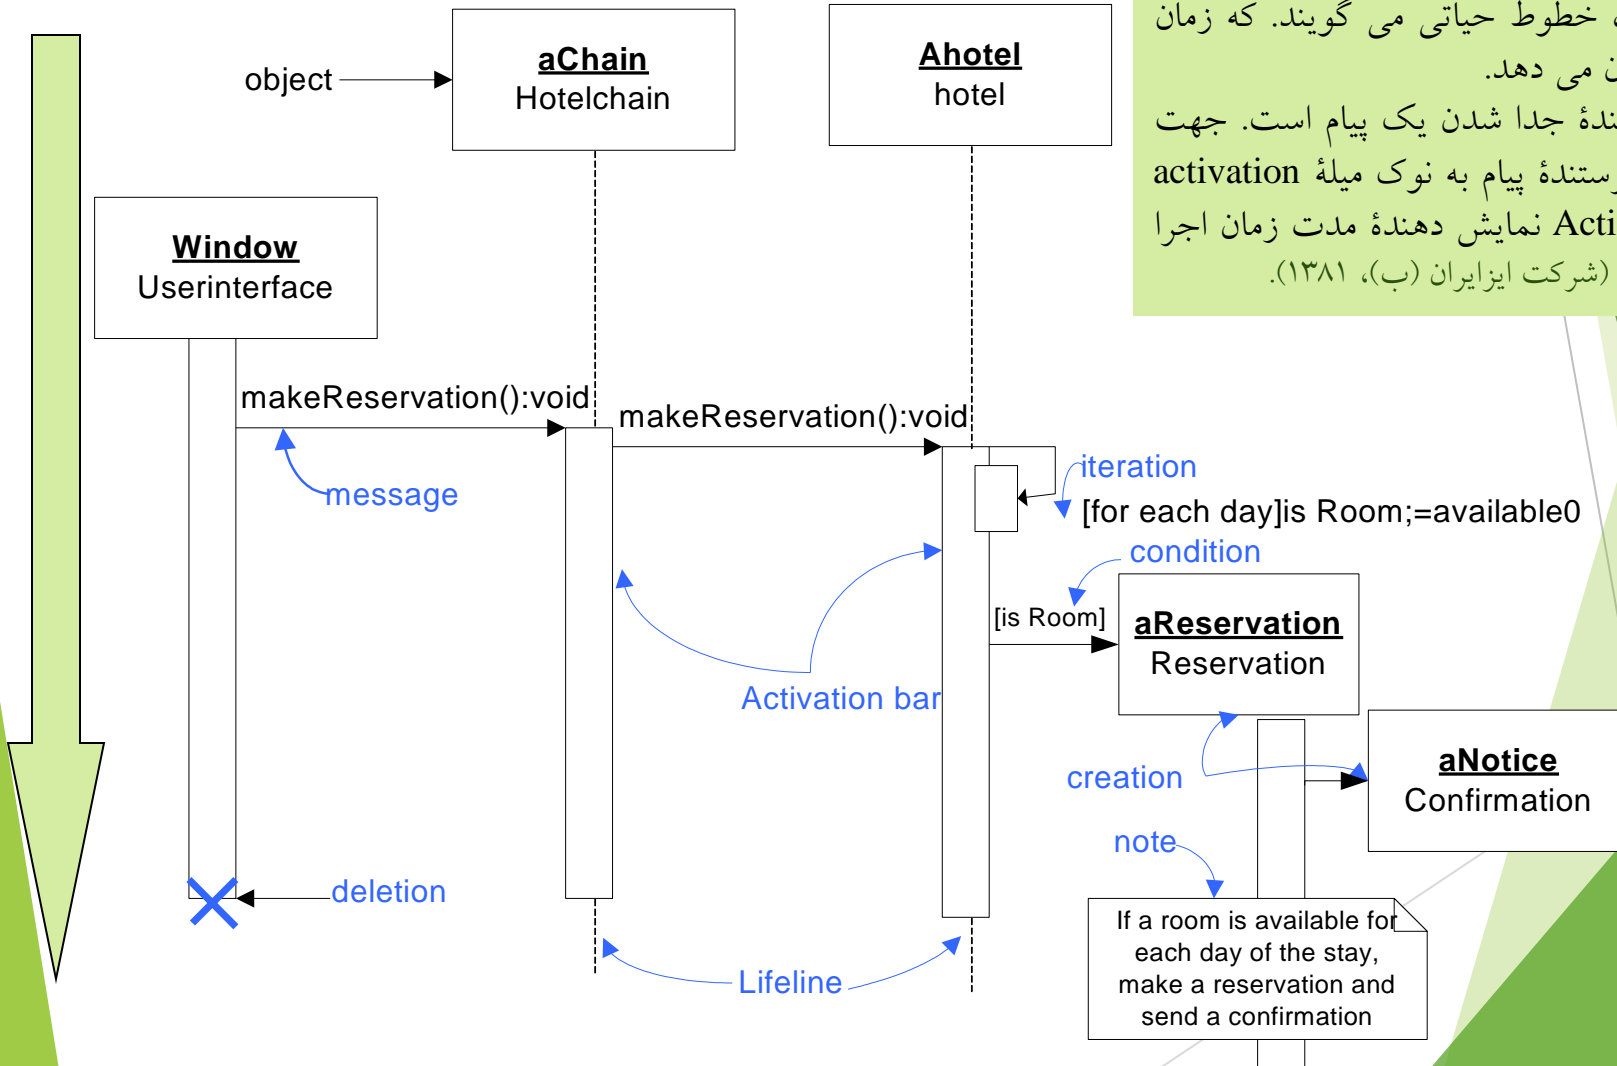 خطوط حیاتی می گویند. که زمان
می دهد.
جدا شدن یک پیام است. جهت
پیام به نوک میلهٔ activation
نمایش دهندهٔ مدت زمان اجرا
(شرکت ایزایران (ب)، ۱۳۸۱).
object
aChain
Hotelchain
Ahotel
hotel
Window
Userinterface
makeReservation():void
makeReservation():void
message
iteration
[for each day]is Room;=available0
condition
[is Room]
aReservation
Reservation
Activation bar
creation
aNotice
Confirmation
note
deletion
If a room is available for
each day of the stay,
make a reservation and
send a confirmation
Lifeline